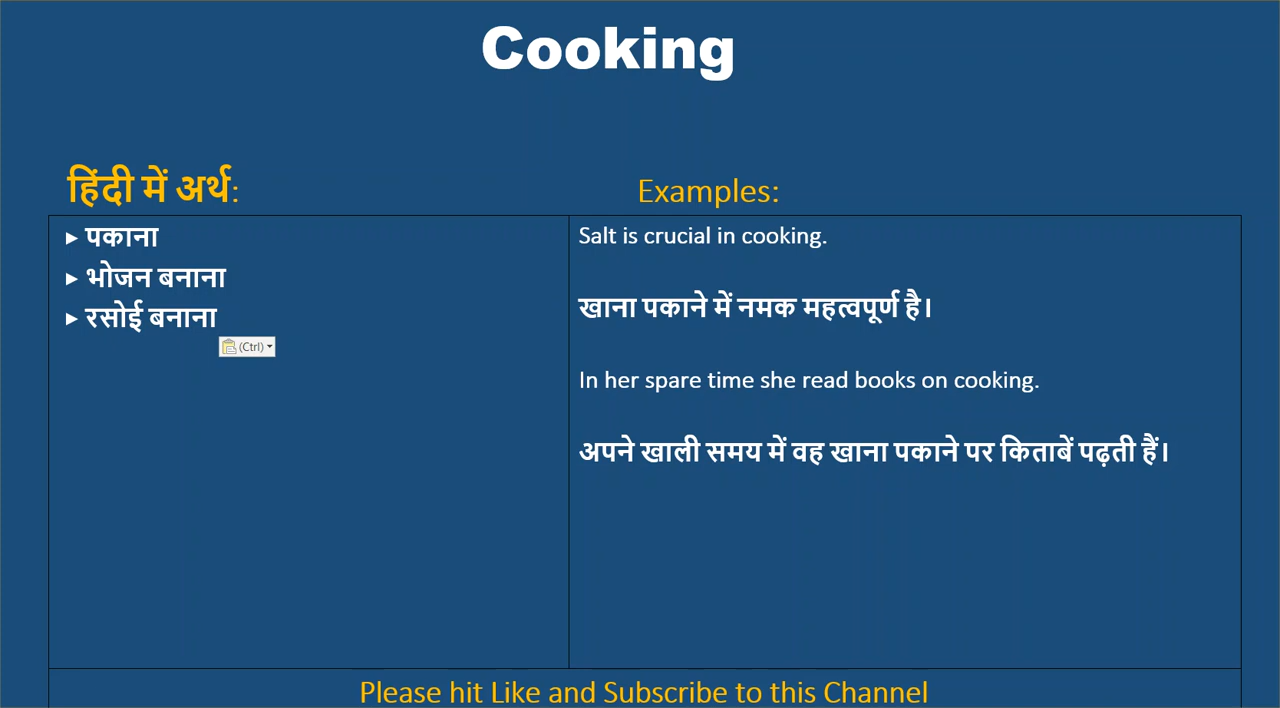 Cooking
हिंदी में अर्थ:
▸ पकाना
▸ भोजन बनाना
▸ रसोई बनाना
(Ctrl)
Examples:
Salt is crucial in cooking.
खाना पकाने में नमक महत्वपूर्ण है।
In her spare time she read books on cooking.
अपने खाली समय में वह खाना पकाने पर किताबें पढ़ती हैं।
Please hit Like and Subscribe to this Channel